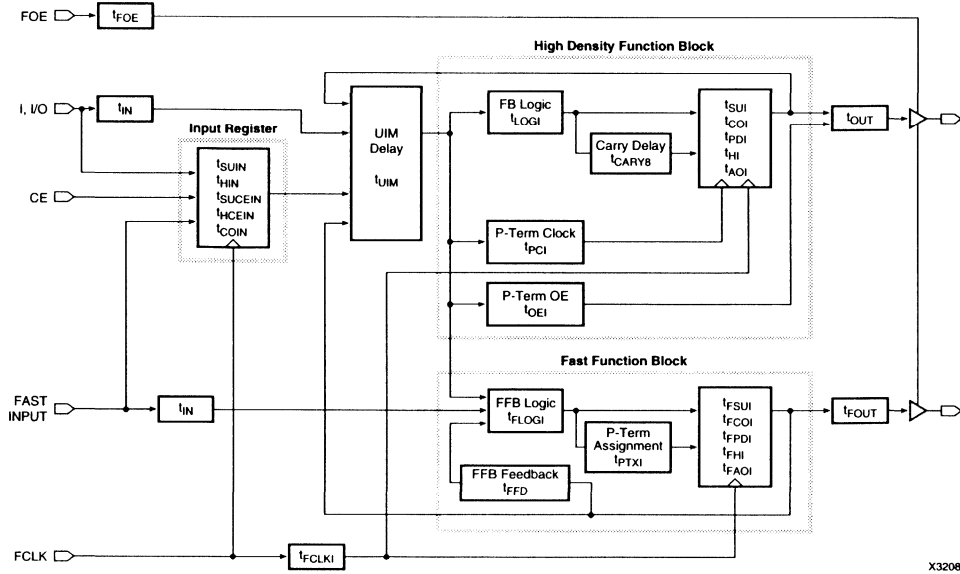 FOE
tFOE
High Density Function Block
I, I/O
tIN
Input Register
tSUIN
tHIN
tSUCEIN
tHCEIN
tCOIN
CE
UIM
Delay
tUIM
FB Logic
tLOGI
Carry Delay
tCARY8
tSUI
tCOI
tPDI
tHI
tAOI
tOUT
P-Term Clock
tPCI
P-Term OE
tOEI
Fast Function Block
FAST
INPUT
tIN
FFB Logic
tFLOGI
P-Term
Assignment
tPTXI
tFSUI
tFCOI
tFPDI
tFHI
tFAOI
tFOUT
FFB Feedback
tFFD
FCLK
tFCLKI
X3208